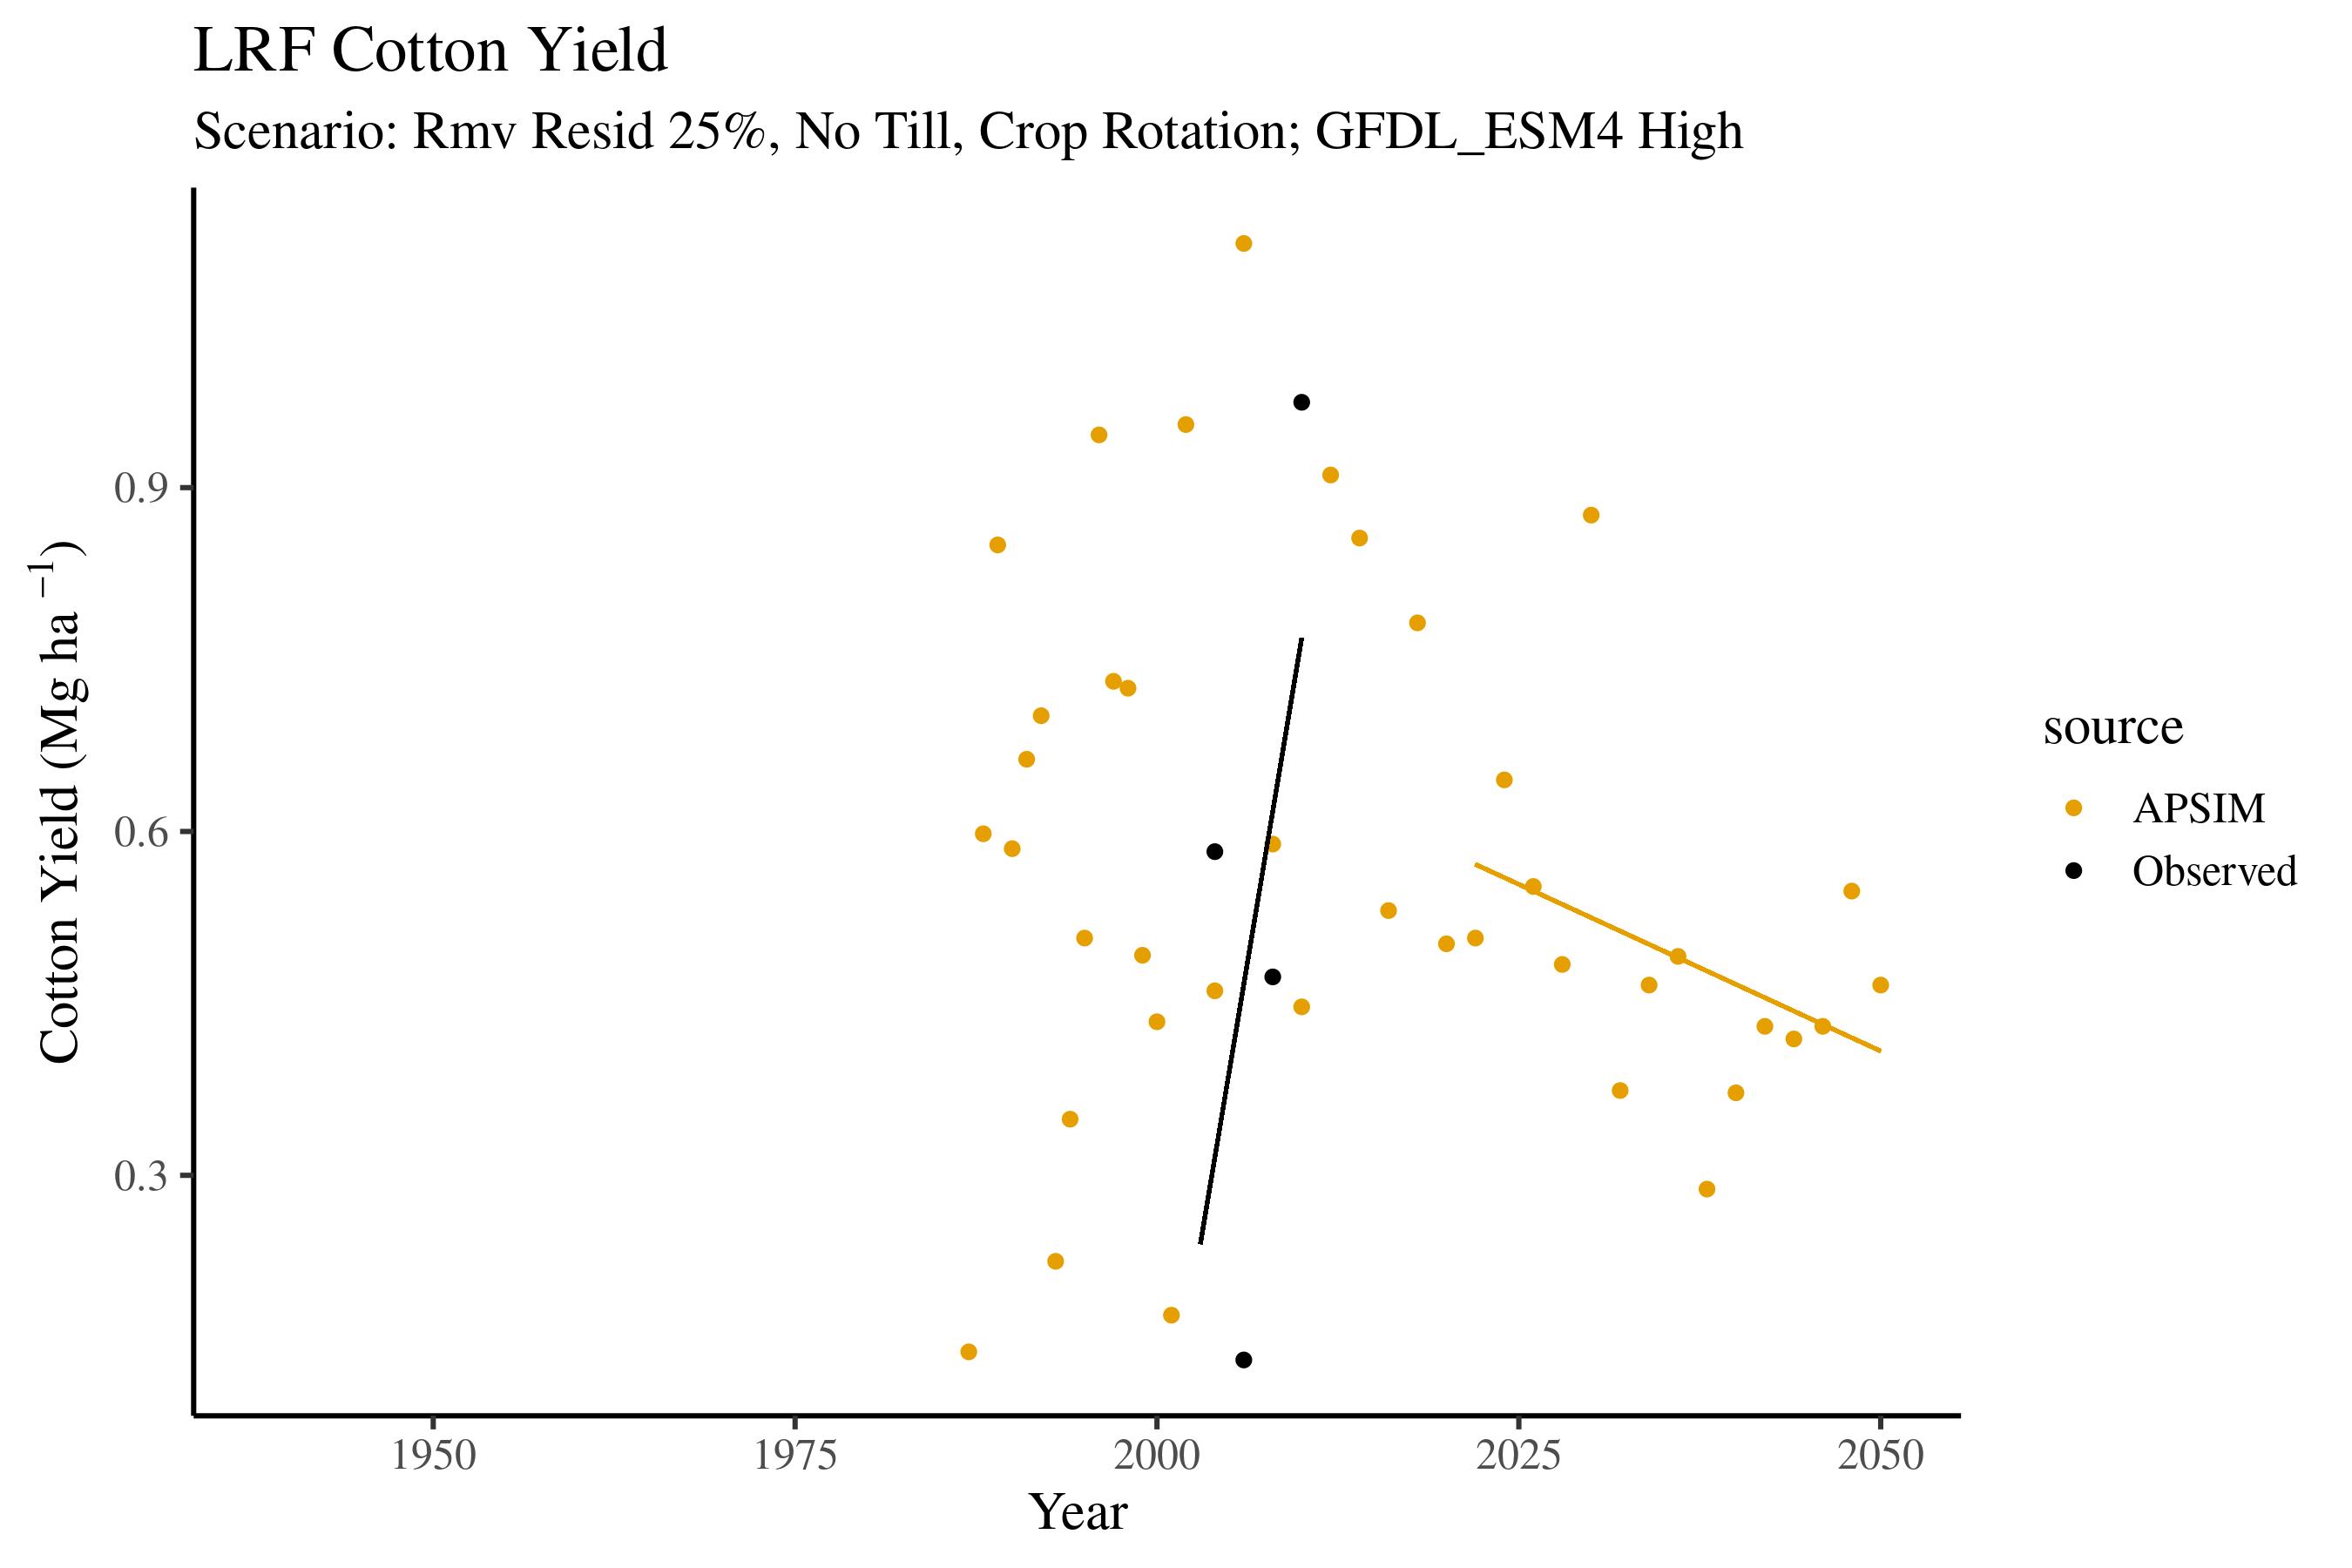 LRF Cotton Yield
Scenario: Rmv Resid 25%, No Till, Crop Rotation; GFDL_ESM4 High
Cotton Yield (Mg ha −1)
0.9
0.6
0.3
1950 1975 2000 2025 2050
Year
source
APSIM
Observed